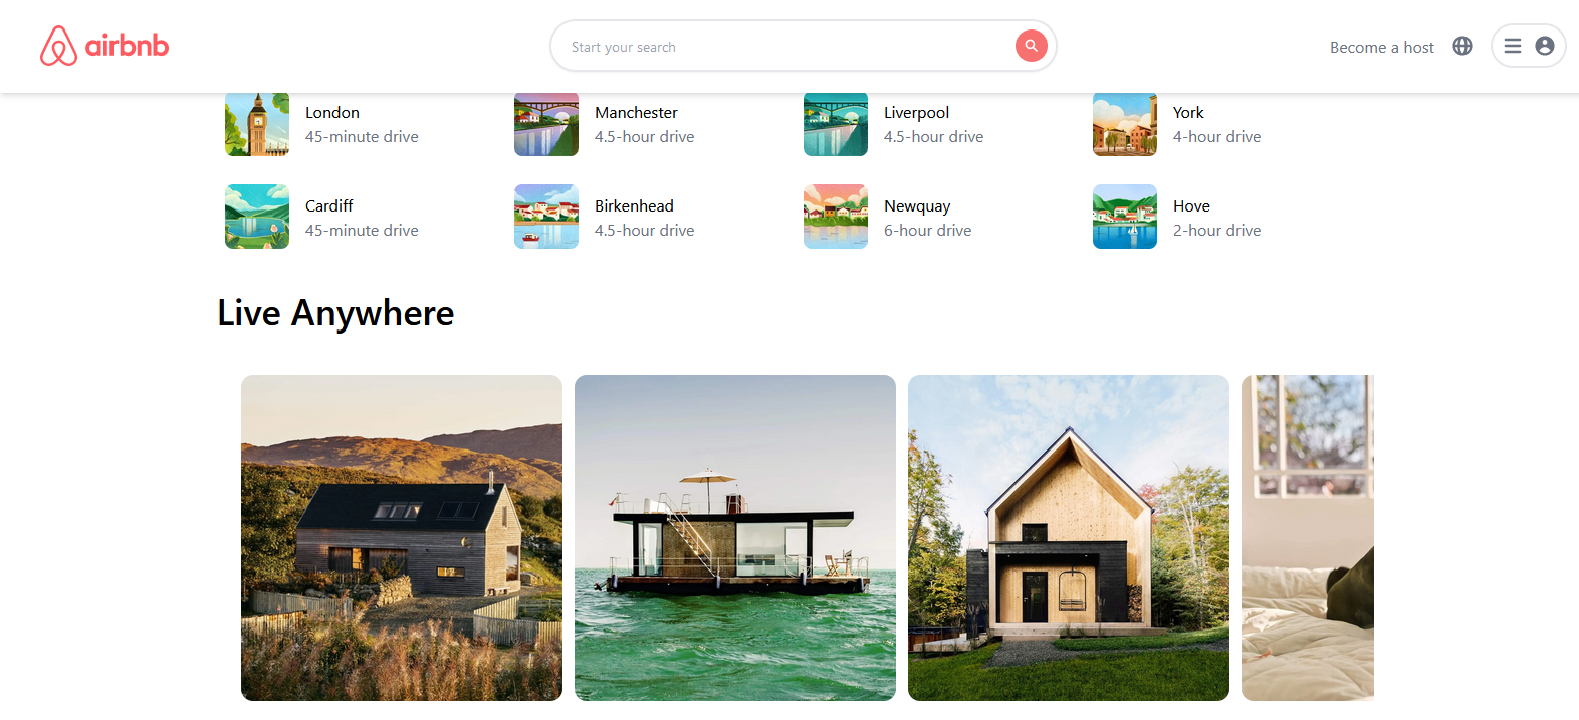 airbnb
Start your search
Become a host
London
45-minute drive
Manchester
4.5-hour drive
Liverpool
4.5-hour drive
York
4-hour drive
Cardiff
45-minute drive
Birkenhead
4.5-hour drive
Newquay
6-hour drive
Hove
2-hour drive
Live Anywhere